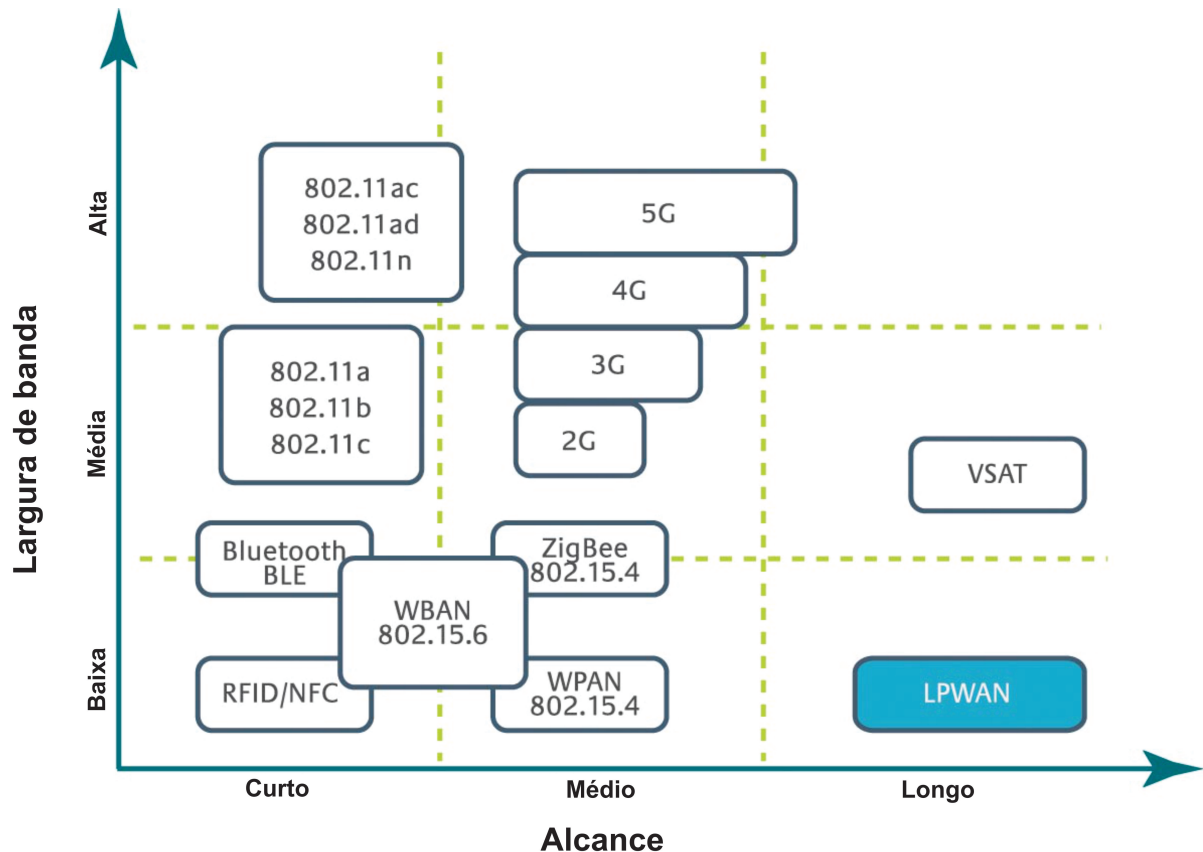 Largura de banda
Alta
Média
Baixa
802.11ac
802.11ad
802.11n
5G
4G
802.11a
802.11b
802.11c
3G
2G
VSAT
Bluetooth
BLE
ZigBee
802.15.4
WBAN
802.15.6
RFID/NFC
WPAN
802.15.4
LPWAN
Curto
Médio
Longo
Alcance